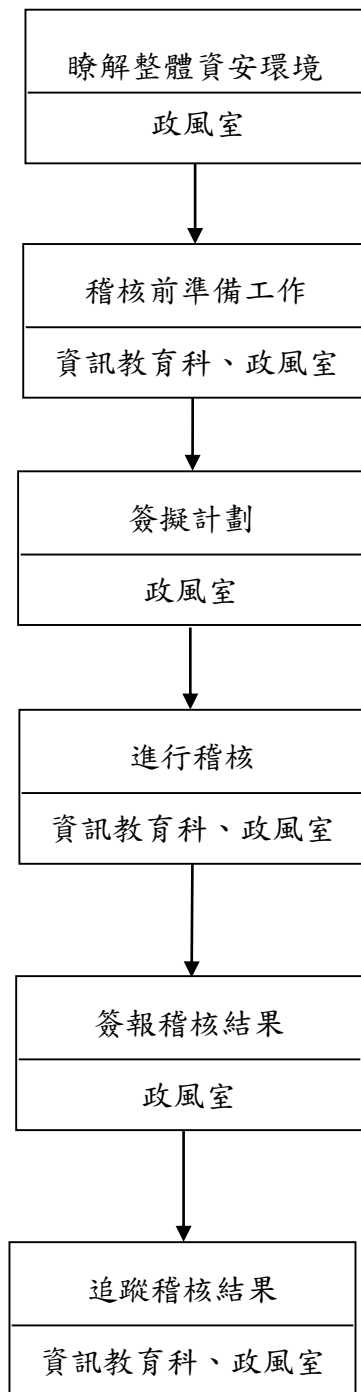 瞭解整體資安環境
政風室
稽核前準備工作
資訊教育科、政風室
簽擬計劃
政風室
進行稽核
資訊教育科、政風室
簽報稽核結果
政風室
追蹤稽核結果
資訊教育科、政風室